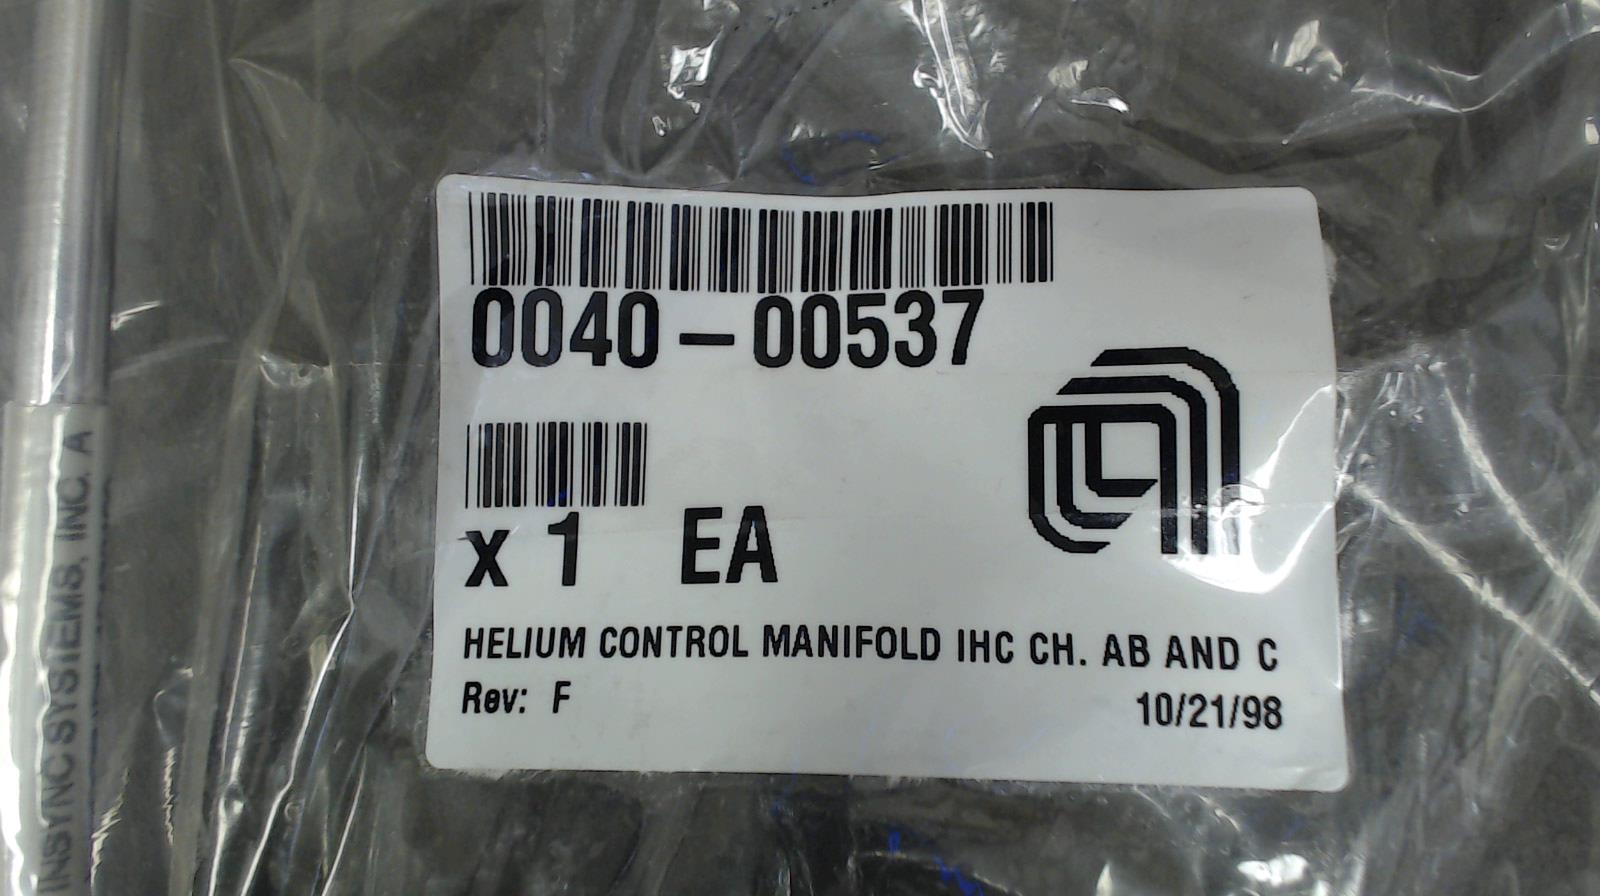 0040-00537
x 1 EA
HELIUM CONTROL MANIFOLD IHC CH. AB AND C
Rev: F
10/21/98
INSYNC SYSTEMS, INC. A